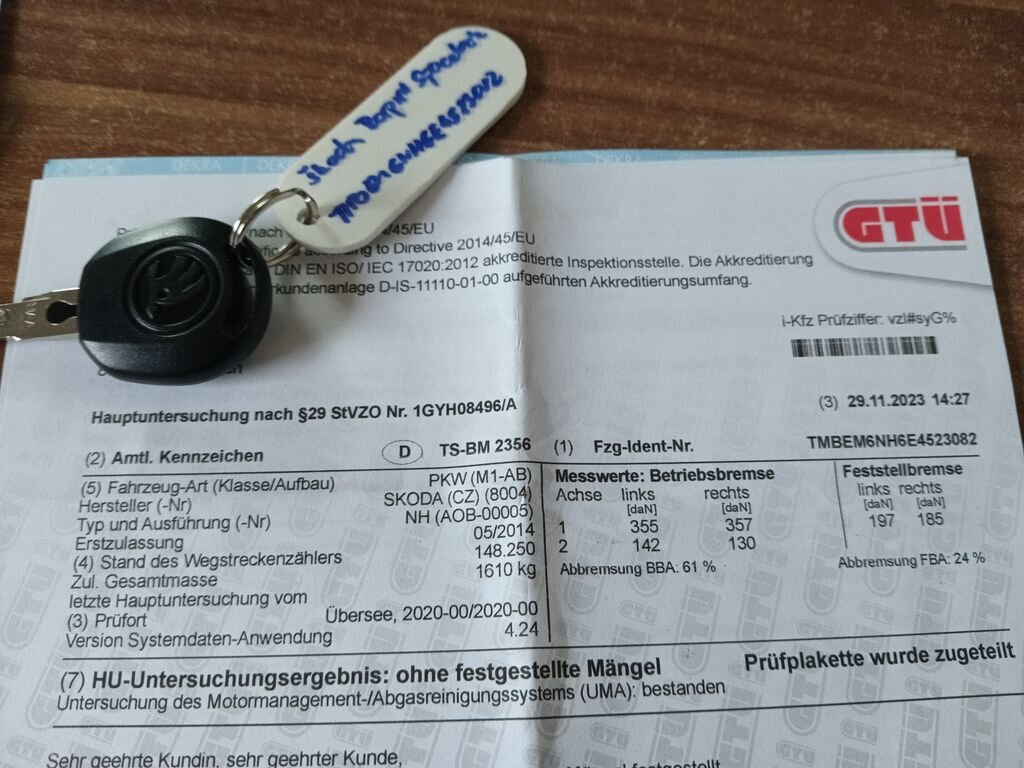 DEKRA
GTÜ
nach 4/45/EU
according to Directive 2014/45/EU
DIN EN ISO/ IEC 17020:2012 akkreditierte Inspektionsstelle. Die Akkreditierung
rkundenanlage D-IS-11110-01-00 aufgeführten Akkreditierungsumfang.
i-Kfz Prüfziffer: vzl#syG%
Hauptuntersuchung nach §29 StVZO Nr. 1GYH08496/A
(3) 29.11.2023 14:27
(2) Amtl. Kennzeichen D TS-BM 2356 (1) Fzg-Ident-Nr. TMBEM6NH6E4523082
(5) Fahrzeug-Art (Klasse/Aufbau) PKW (M1-AB)
Hersteller (-Nr) SKODA (CZ) (8004)
Typ und Ausführung (-Nr) NH (AOB-00005)
Erstzulassung 05/2014
(4) Stand des Wegstreckenzählers 148.250
Zul. Gesamtmasse 1610 kg
letzte Hauptuntersuchung vom
(3) Prüfort Übersee, 2020-00/2020-00
Version Systemdaten-Anwendung 4.24
Messwerte: Betriebsbremse
Achse links rechts
[daN] [daN]
1 355 357
2 142 130
Abbremsung BBA: 61 %
Feststellbremse
links rechts
[daN] [daN]
197 185
Abbremsung FBA: 24 %
(7) HU-Untersuchungsergebnis: ohne festgestellte Mängel Prüfplakette wurde zugeteilt
Untersuchung des Motormanagement-/Abgasreinigungssystems (UMA): bestanden
Sehr geehrte Kundin, sehr geehrter Kunde,
festgestellt